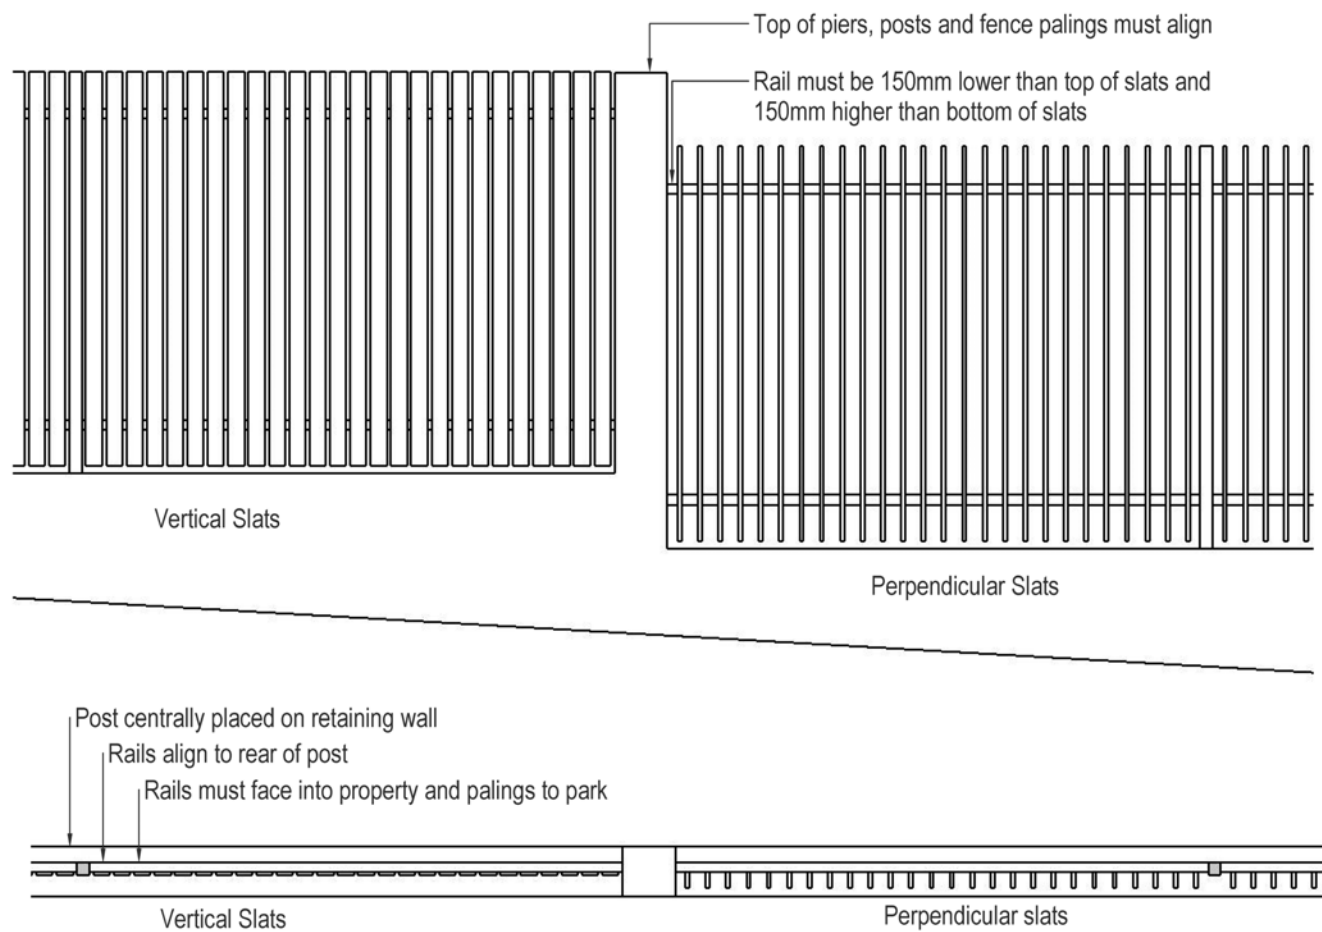 Top of piers, posts and fence palings must align
Rail must be 150mm lower than top of slats and
150mm higher than bottom of slats
Vertical Slats
Perpendicular Slats
Post centrally placed on retaining wall
Rails align to rear of post
Rails must face into property and palings to park
Vertical Slats
Perpendicular slats